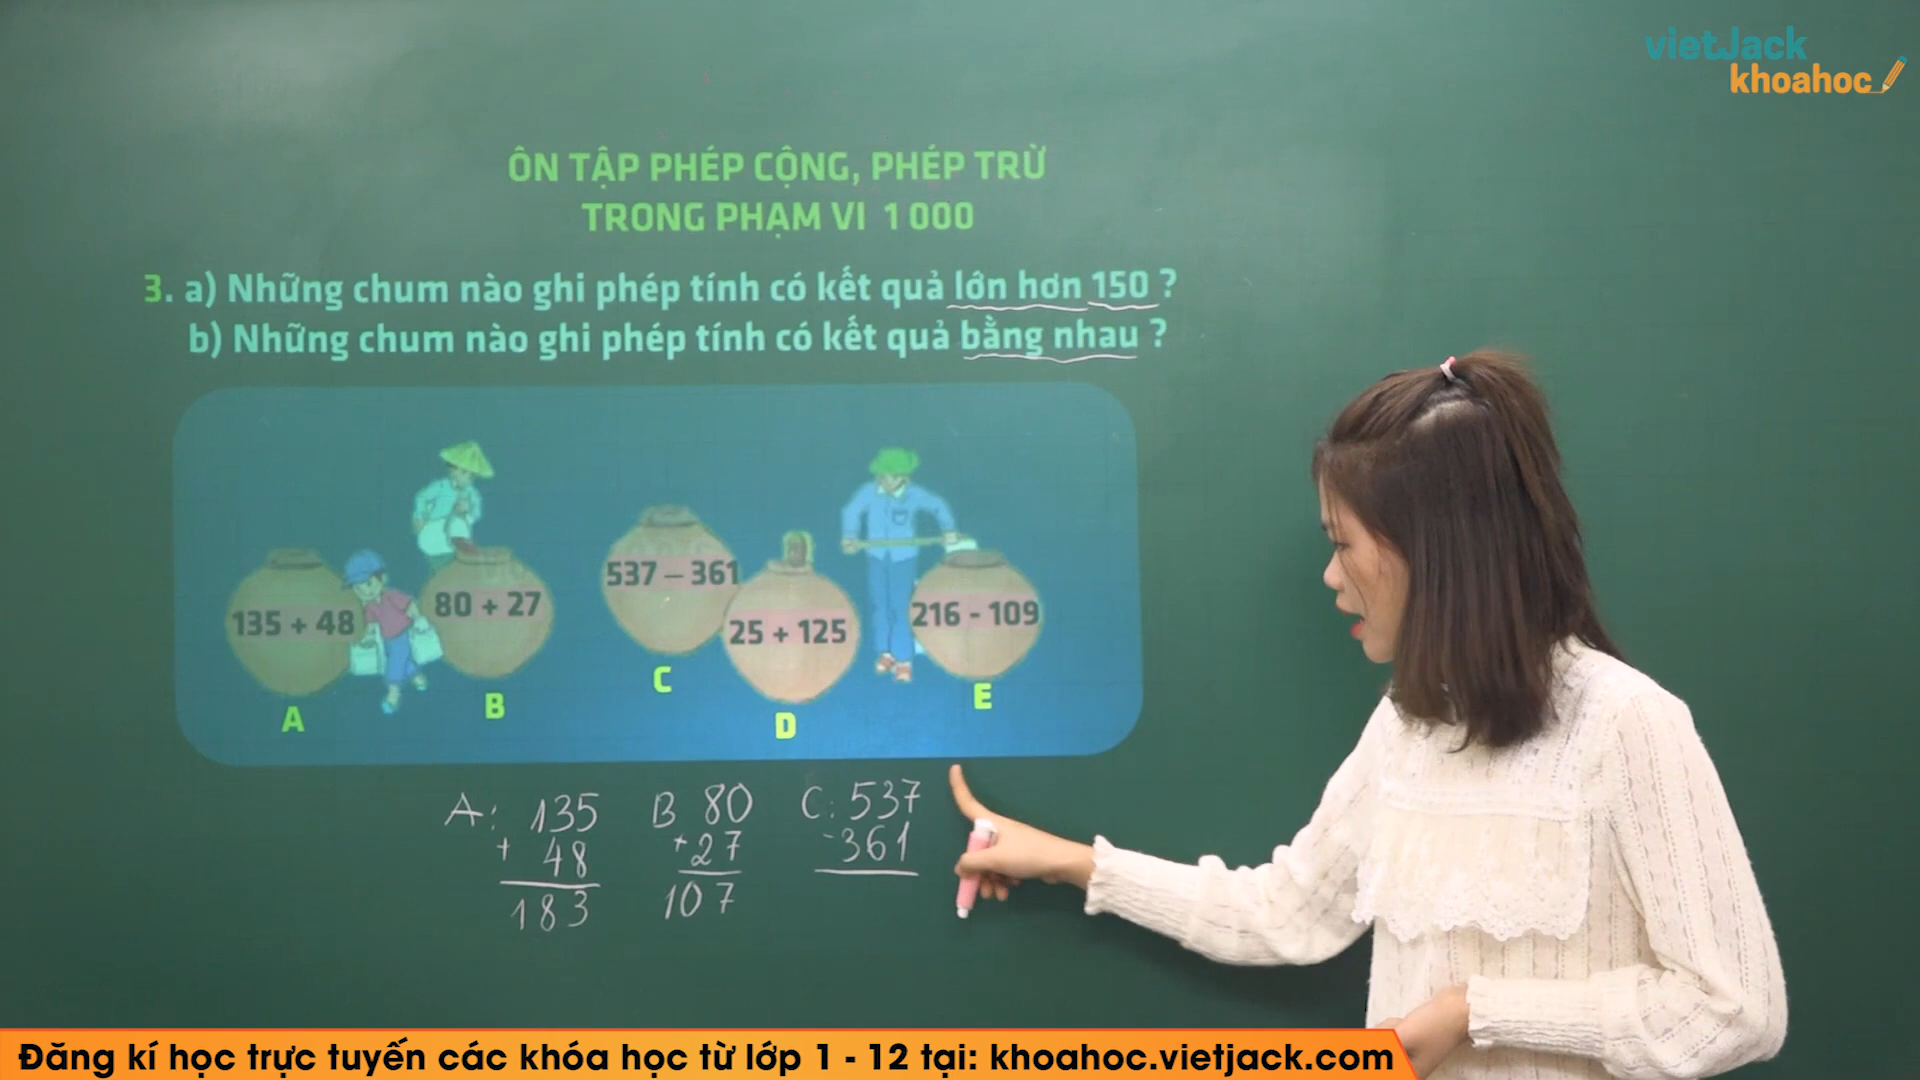 vietJack
khoahoc
ÔN TẬP PHÉP CỘNG, PHÉP TRỪ
TRONG PHẠM VI 1 000
3. a) Những chum nào ghi phép tính có kết quả lớn hơn 150 ?
b) Những chum nào ghi phép tính có kết quả bằng nhau ?
135 + 48
80 + 27
537 – 361
25 + 125
216 - 109
A
B
C
D
E
A: 135
+ 48
183
B 80
+ 27
107
C: 537
- 361
Đăng kí học trực tuyến các khóa học từ lớp 1 - 12 tại: khoahoc.vietjack.com